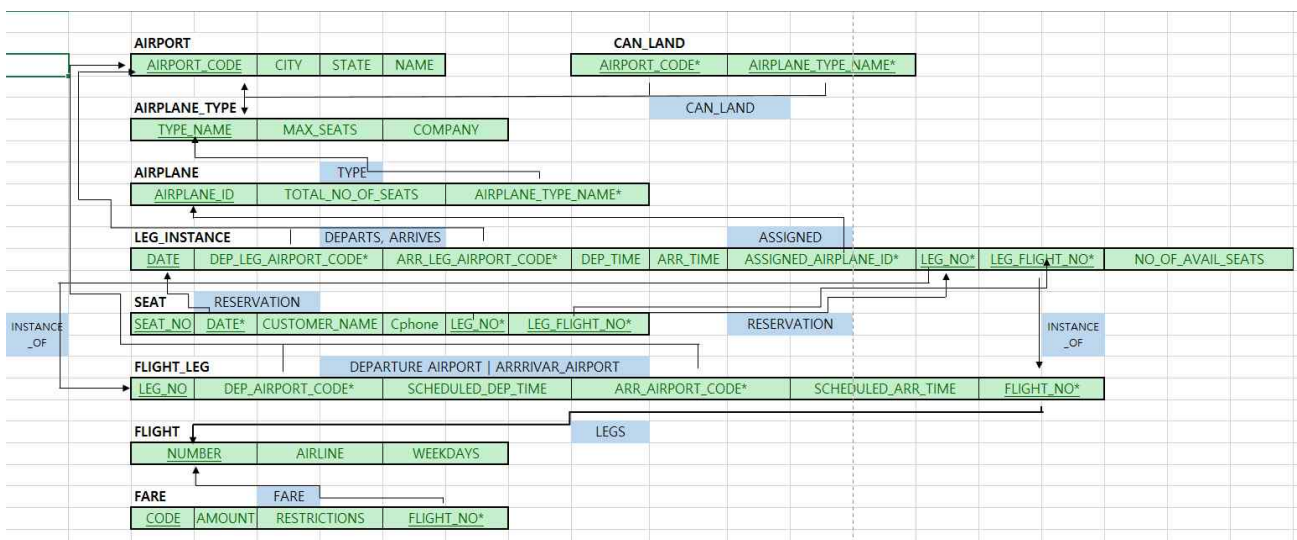 AIRPORT CAN_LAND
AIRPORT_CODE CITY STATE NAME AIRPORT_CODE* AIRPLANE_TYPE_NAME*
AIRPLANE_TYPE CAN_LAND
TYPE_NAME MAX_SEATS COMPANY
AIRPLANE TYPE
AIRPLANE_ID TOTAL_NO_OF_SEATS AIRPLANE_TYPE_NAME*
LEG_INSTANCE DEPARTS, ARRIVES ASSIGNED
DATE DEP_LEG_AIRPORT_CODE* ARR_LEG_AIRPORT_CODE* DEP_TIME ARR_TIME ASSIGNED_AIRPLANE_ID* LEG_NO* LEG_FLIGHT_NO* NO_OF_AVAIL_SEATS
SEAT RESERVATION
INSTANCE _OF SEAT_NO DATE* CUSTOMER_NAME Cphone LEG_NO* LEG_FLIGHT_NO* RESERVATION INSTANCE _OF
FLIGHT_LEG DEPARTURE AIRPORT | ARRRIVAR_AIRPORT
LEG_NO DEP_AIRPORT_CODE* SCHEDULED_DEP_TIME ARR_AIRPORT_CODE* SCHEDULED_ARR_TIME FLIGHT_NO*
FLIGHT LEGS
NUMBER AIRLINE WEEKDAYS
FARE FARE
CODE AMOUNT RESTRICTIONS FLIGHT_NO*